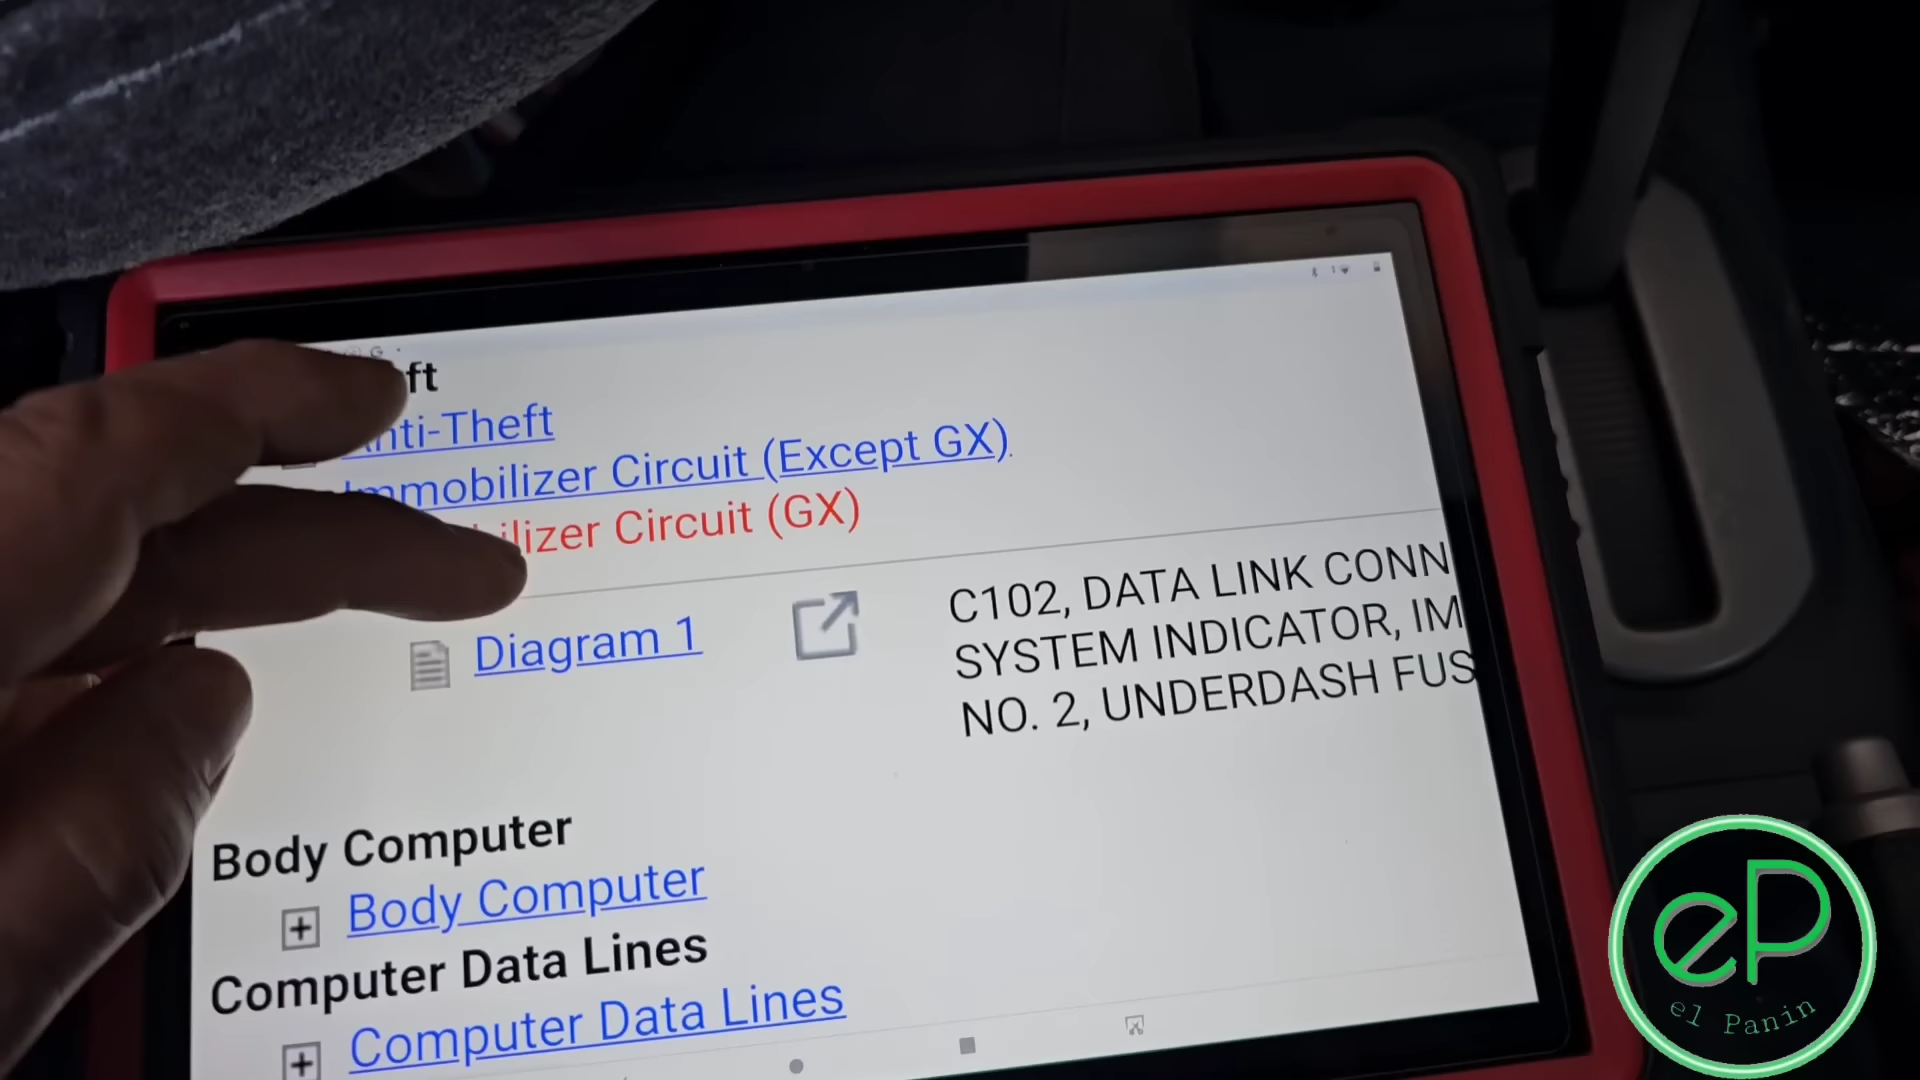 ft
nti-Theft
mmobilizer Circuit (Except GX)
ilizer Circuit (GX)
Diagram 1
C102, DATA LINK CONN
SYSTEM INDICATOR, IM
NO. 2, UNDERDASH FUS
Body Computer
Body Computer
Computer Data Lines
Computer Data Lines
eP
el Panin